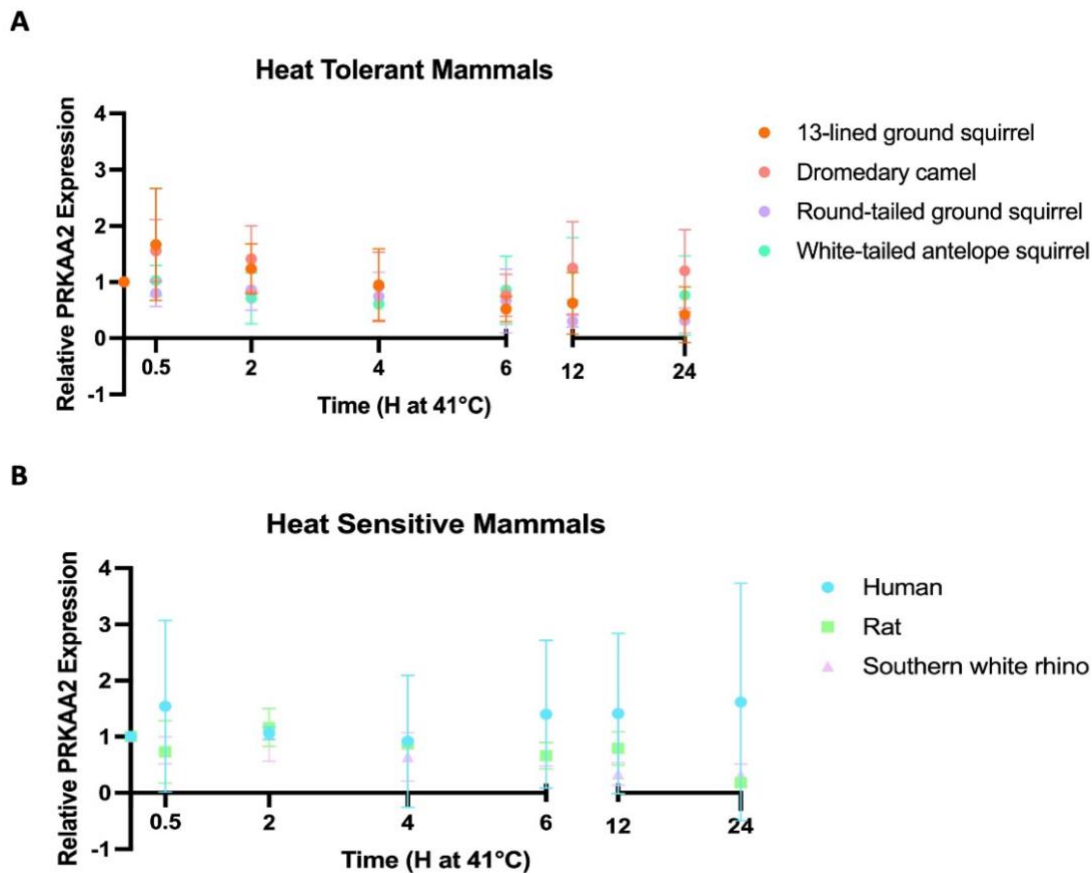 A
Heat Tolerant Mammals
Relative PRKAA2 Expression
4
3
2
1
0
-1
0.5 2 4 6 12 24
Time (H at 41°C)
13-lined ground squirrel
Dromedary camel
Round-tailed ground squirrel
White-tailed antelope squirrel
B
Heat Sensitive Mammals
Relative PRKAA2 Expression
4
3
2
1
0
-1
0.5 2 4 6 12 24
Time (H at 41°C)
Human
Rat
Southern white rhino